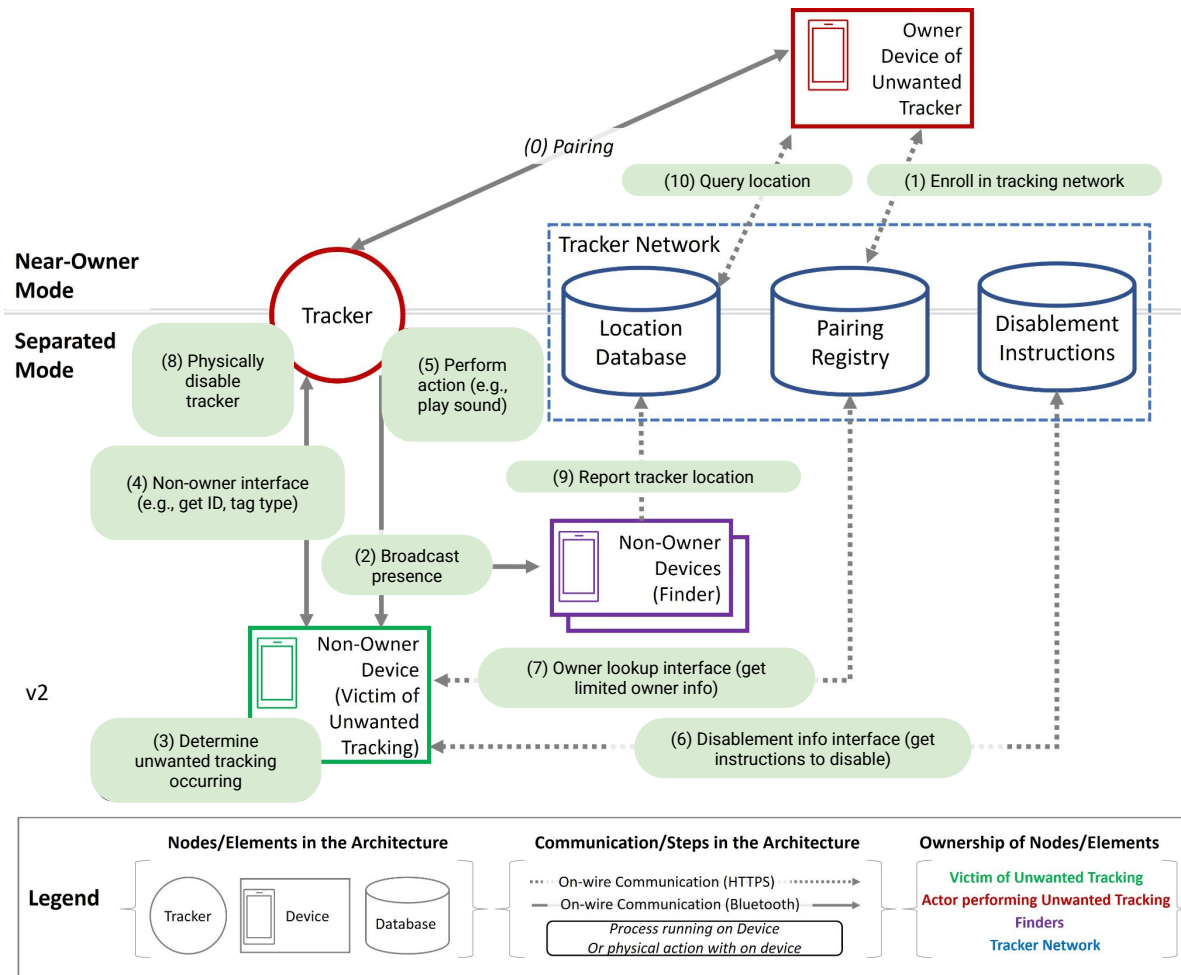 Owner
Device of
Unwanted
Tracker
(0) Pairing
(10) Query location
(1) Enroll in tracking network
Tracker Network
Near-Owner
Mode
Separated
Mode
Tracker
Location
Database
Pairing
Registry
Disablement
Instructions
(8) Physically
disable
tracker
(5) Perform
action (e.g.,
play sound)
(4) Non-owner interface
(e.g., get ID, tag type)
(9) Report tracker location
(2) Broadcast
presence
Non-Owner
Devices
(Finder)
Non-Owner
Device
(Victim of
Unwanted
Tracking)
(7) Owner lookup interface (get
limited owner info)
v2
(3) Determine
unwanted tracking
occurring
(6) Disablement info interface (get
instructions to disable)
Legend
Nodes/Elements in the Architecture
Tracker
Device
Database
Communication/Steps in the Architecture
On-wire Communication (HTTPS)
On-wire Communication (Bluetooth)
Process running on Device
Or physical action with on device
Ownership of Nodes/Elements
Victim of Unwanted Tracking
Actor performing Unwanted Tracking
Finders
Tracker Network